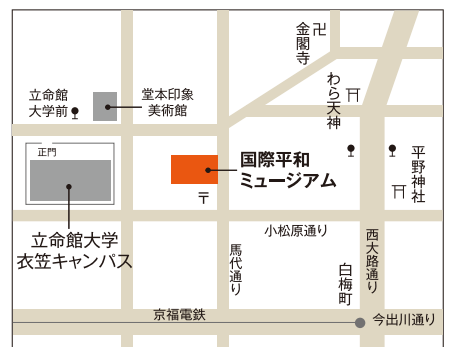 金閣寺
卍
わら天神
立命館
大学前
堂本印象
美術館
正門
国際平和
ミュージアム
平野神社
〒
立命館大学
衣笠キャンパス
小松原通り
馬代通り
西大路通り
白梅町
京福電鉄
今出川通り